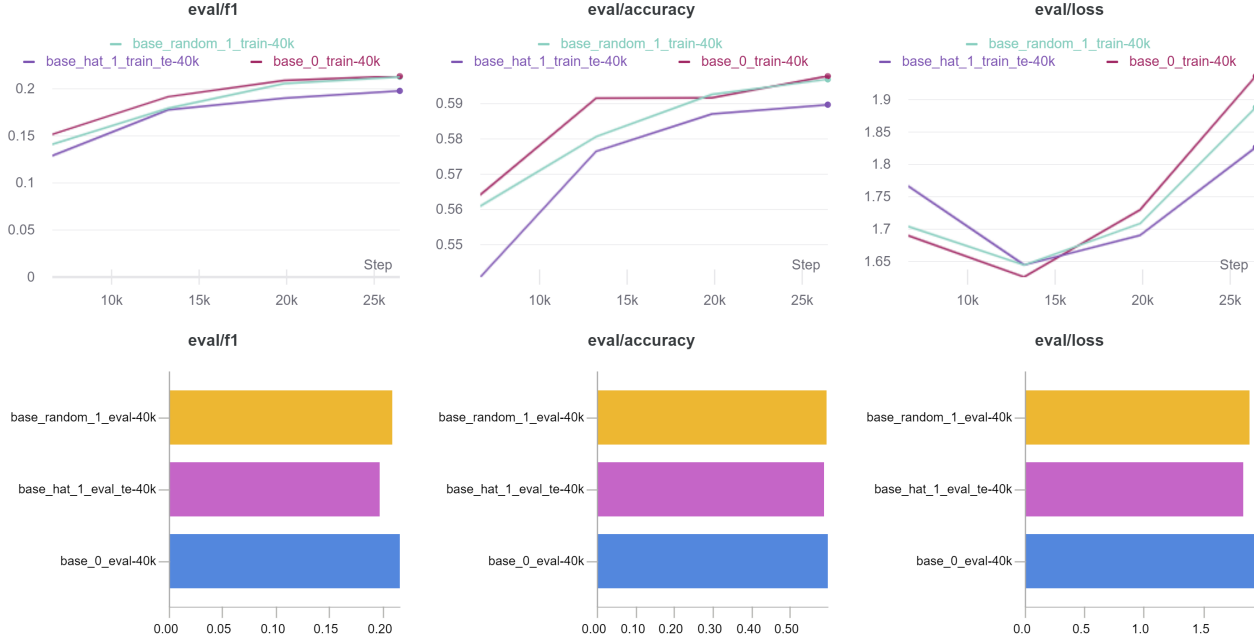 eval/f1
base_random_1_train-40k
base_hat_1_train_te-40k base_0_train-40k
0.2
0.15
0.1
0.05
0
Step
10k 15k 20k 25k
eval/accuracy
base_random_1_train-40k
base_hat_1_train_te-40k base_0_train-40k
0.59
0.58
0.57
0.56
0.55
Step
10k 15k 20k 25k
eval/loss
base_random_1_train-40k
base_hat_1_train_te-40k base_0_train-40k
1.9
1.85
1.8
1.75
1.7
1.65
Step
10k 15k 20k 25k
eval/f1
base_random_1_eval-40k
base_hat_1_eval_te-40k
base_0_eval-40k
0.00 0.05 0.10 0.15 0.20
eval/accuracy
base_random_1_eval-40k
base_hat_1_eval_te-40k
base_0_eval-40k
0.00 0.10 0.20 0.30 0.40 0.50
eval/loss
base_random_1_eval-40k
base_hat_1_eval_te-40k
base_0_eval-40k
0.0 0.5 1.0 1.5